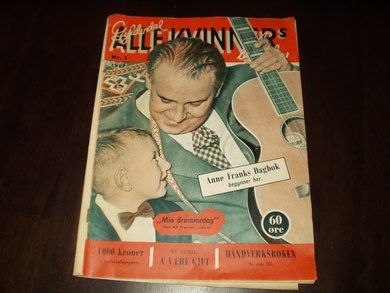 Gyldendal
ALLE KVINNERS
Nr. 1
Anne Franks Dagbok
begynner her.
„Min drømmedag"
60
øre
1000 kroner
NY SERIE:
Å VÆRE GIFT
HÅNDVERKSBOKEN